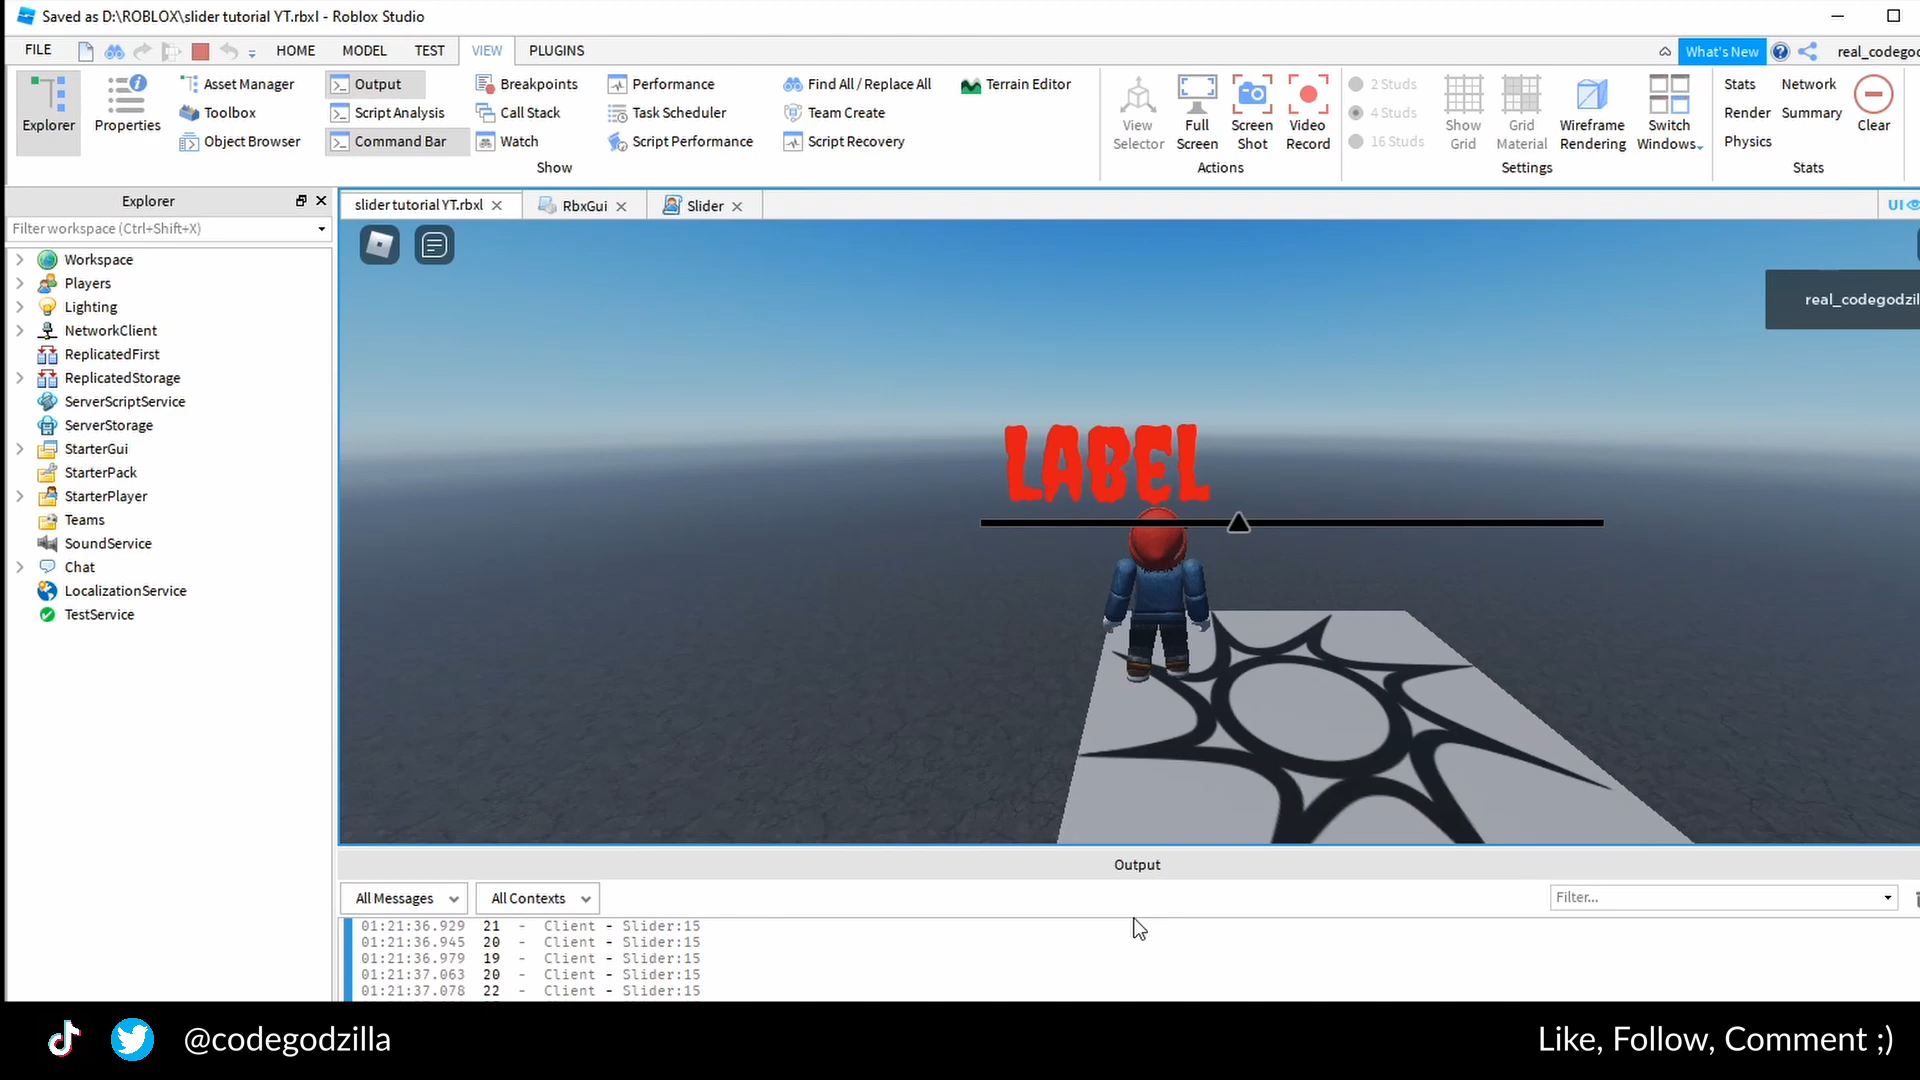 Saved as D:\ROBLOX\slider tutorial YT.rbxl - Roblox Studio
FILE HOME MODEL TEST VIEW PLUGINS What's New
Explorer
Properties
Asset Manager
Toolbox
Object Browser
Output
Script Analysis
Command Bar
Breakpoints
Call Stack
Watch
Performance
Task Scheduler
Script Performance
Find All / Replace All
Team Create
Script Recovery
Terrain Editor
Show
View Selector
Full Screen
Screen Shot
Video Record
Actions
2 Studs
4 Studs
16 Studs
Show Grid
Grid Material
Wireframe Rendering
Switch Windows
Settings
Stats Network
Render Summary
Physics
Clear
Stats
Explorer
Filter workspace (Ctrl+Shift+X)
Workspace
Players
Lighting
NetworkClient
ReplicatedFirst
ReplicatedStorage
ServerScriptService
ServerStorage
StarterGui
StarterPack
StarterPlayer
Teams
SoundService
Chat
LocalizationService
TestService
slider tutorial YT.rbxl RbxGui Slider UI
LABEL
Output
All Messages All Contexts Filter...
01:21:36.929 21 - Client - Slider:15
01:21:36.945 20 - Client - Slider:15
01:21:36.979 19 - Client - Slider:15
01:21:37.063 20 - Client - Slider:15
01:21:37.078 22 - Client - Slider:15
@codegodzilla
Like, Follow, Comment ;)